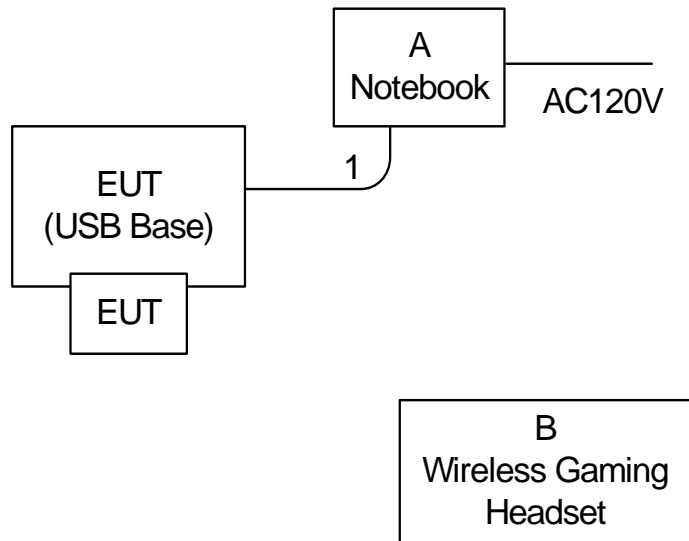 A
Notebook
AC120V
1
EUT
(USB Base)
EUT
B
Wireless Gaming
Headset